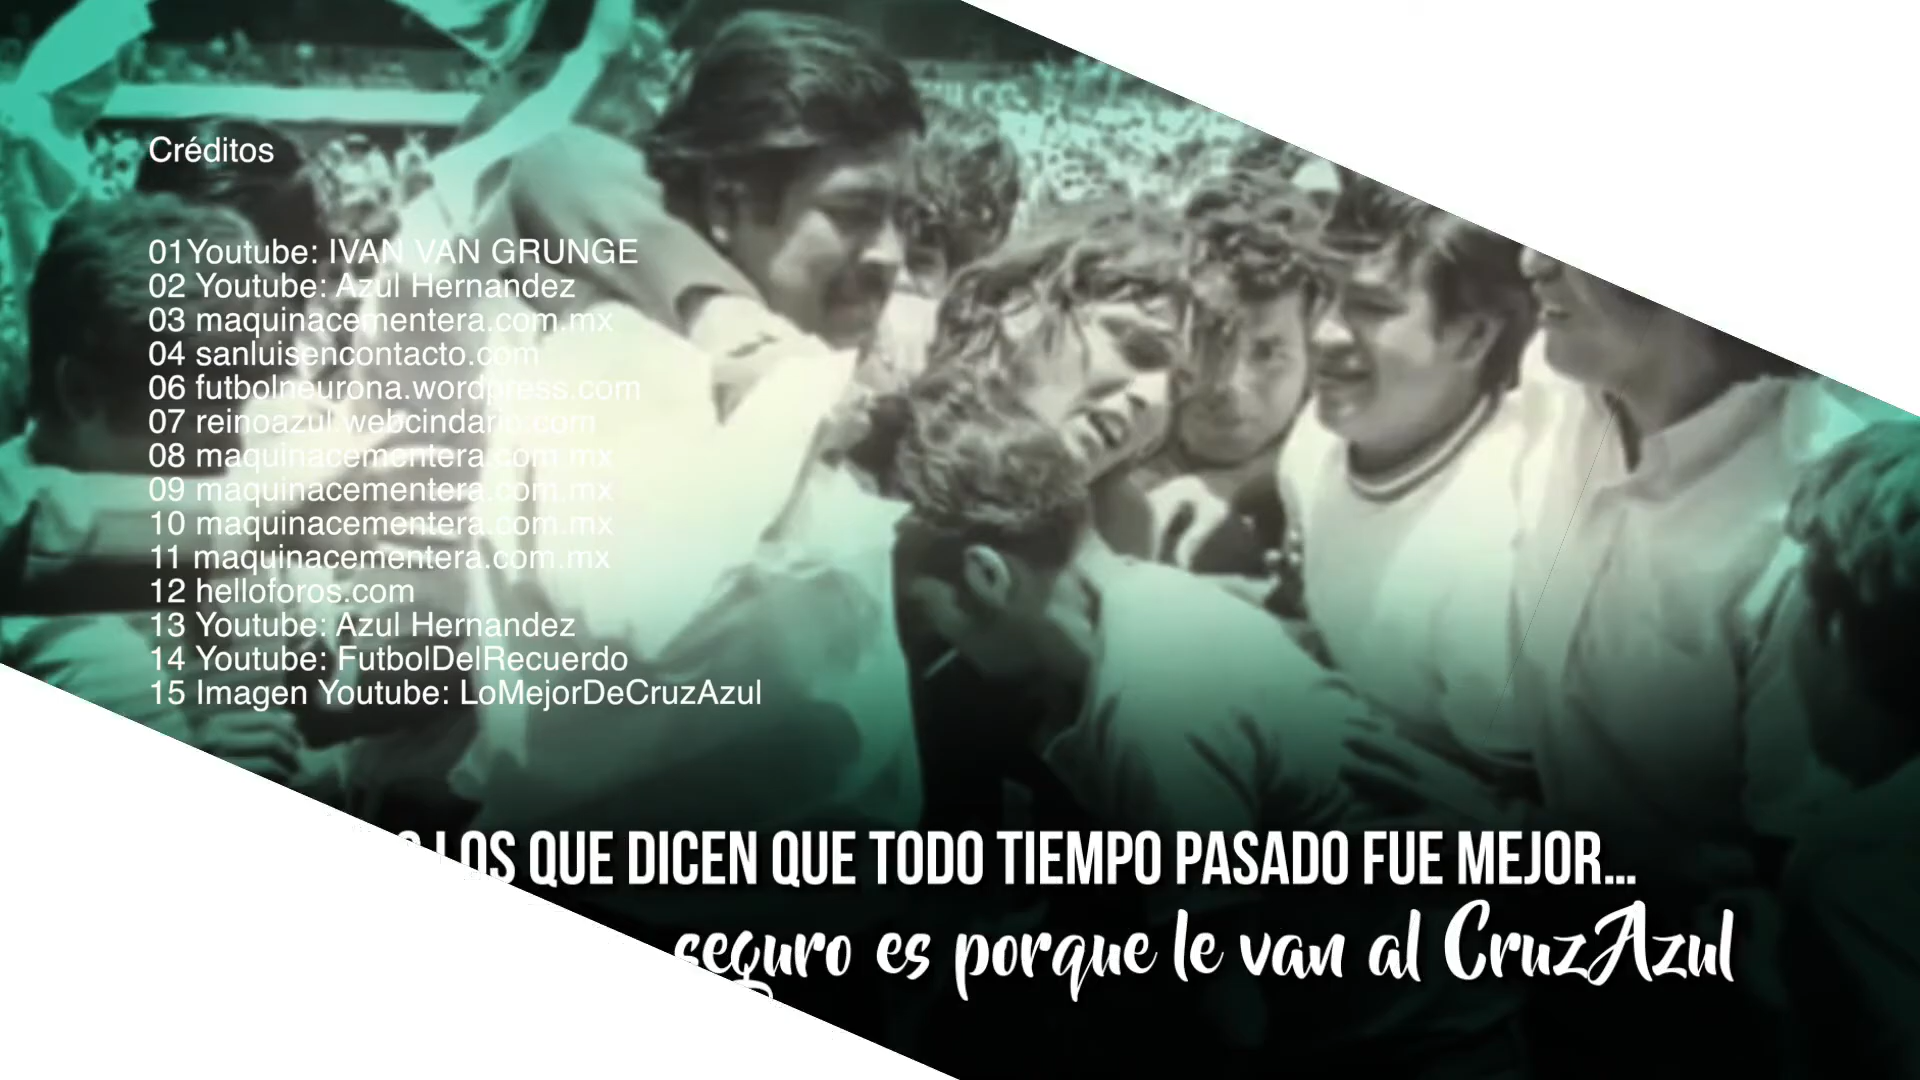 Créditos
01Youtube: IVAN VAN GRUNGE
02 Youtube: Azul Hernandez
03 maquinacementera.com.mx
04 sanluisencontacto.com
06 futbolneurona.wordpress.com
07 reinoazul.webcindario.com
08 maquinacementera.com.mx
09 maquinacementera.com.mx
10 maquinacementera.com.mx
11 maquinacementera.com.mx
12 helloforos.com
13 Youtube: Azul Hernandez
14 Youtube: FutbolDelRecuerdo
15 Imagen Youtube: LoMejorDeCruzAzul
LOS QUE DICEN QUE TODO TIEMPO PASADO FUE MEJOR...
seguro es porque le van al CruzAzul